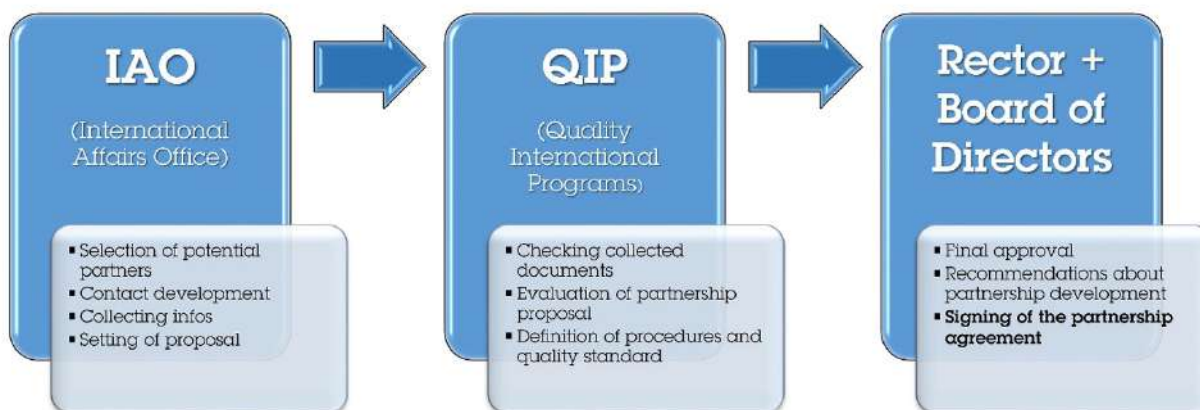 IAO
(International
Affairs Office)
▪ Selection of potential
partners
▪ Contact development
▪ Collecting infos
▪ Setting of proposal
QIP
(Quality
International
Programs)
▪ Checking collected
documents
▪ Evaluation of partnership
proposal
▪ Definition of procedures and
quality standard
Rector +
Board of
Directors
▪ Final approval
▪ Recommendations about
partnership development
▪ Signing of the partnership
agreement